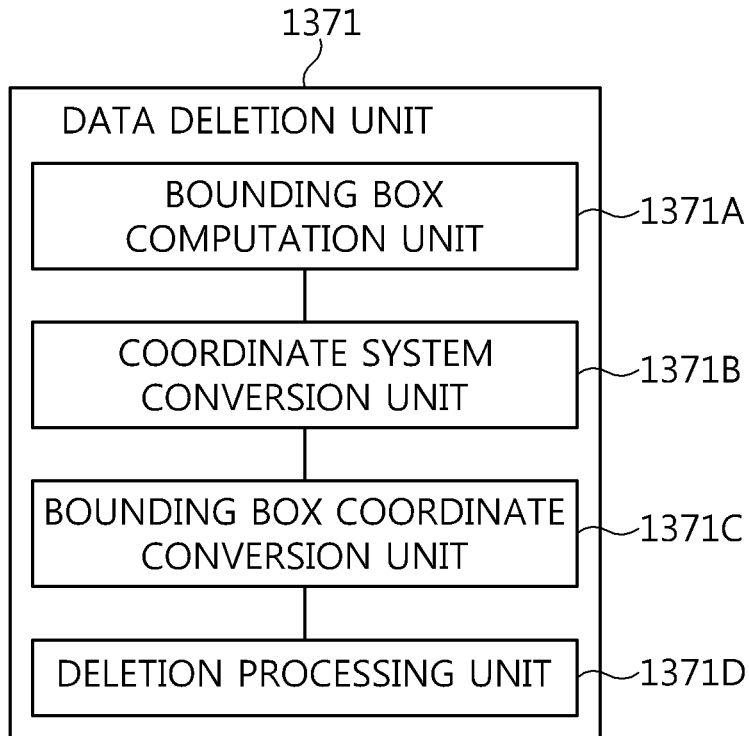 1371
DATA DELETION UNIT
BOUNDING BOX
COMPUTATION UNIT
1371A
COORDINATE SYSTEM
CONVERSION UNIT
1371B
BOUNDING BOX COORDINATE
CONVERSION UNIT
1371C
DELETION PROCESSING UNIT
1371D